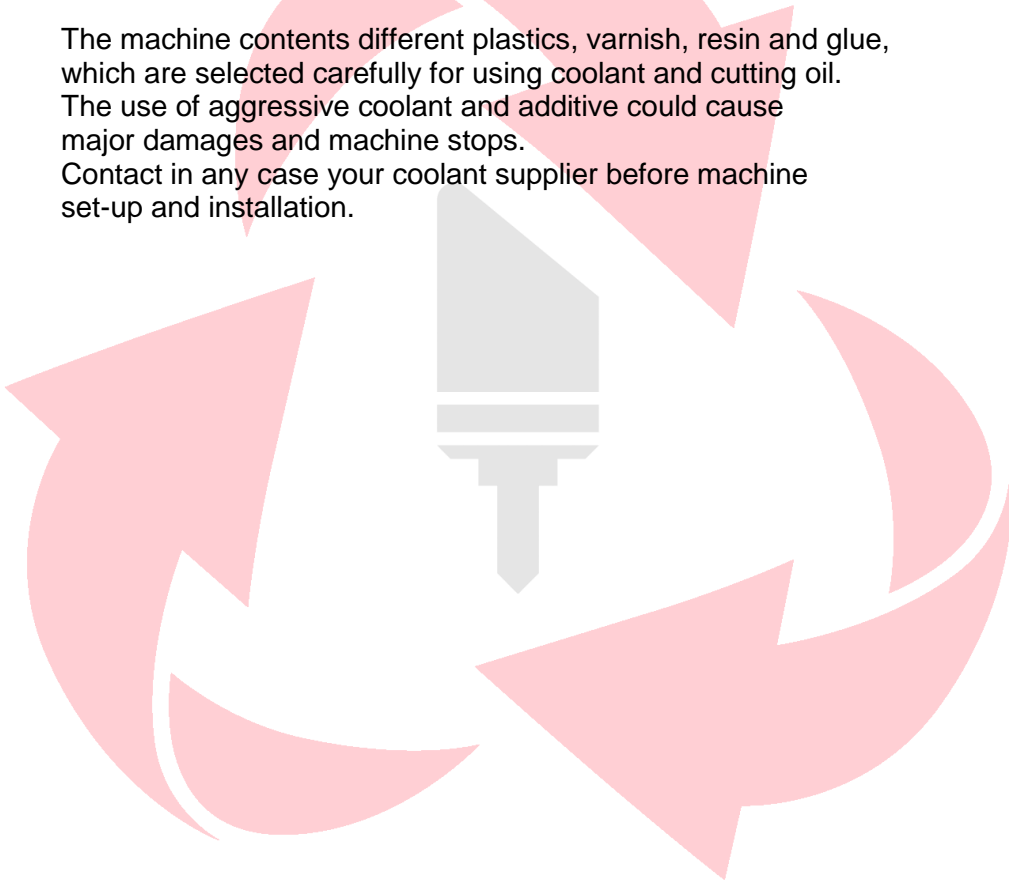 The machine contents different plastics, varnish, resin and glue,
which are selected carefully for using coolant and cutting oil.
The use of aggressive coolant and additive could cause
major damages and machine stops.
Contact in any case your coolant supplier before machine
set-up and installation.